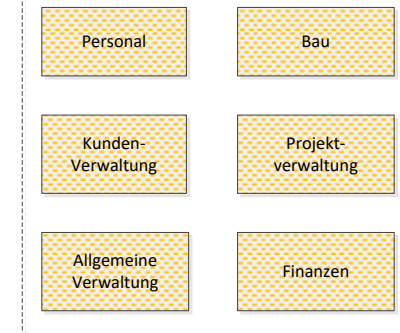 Personal
Bau
Kunden-
Verwaltung
Projekt-
verwaltung
Allgemeine
Verwaltung
Finanzen